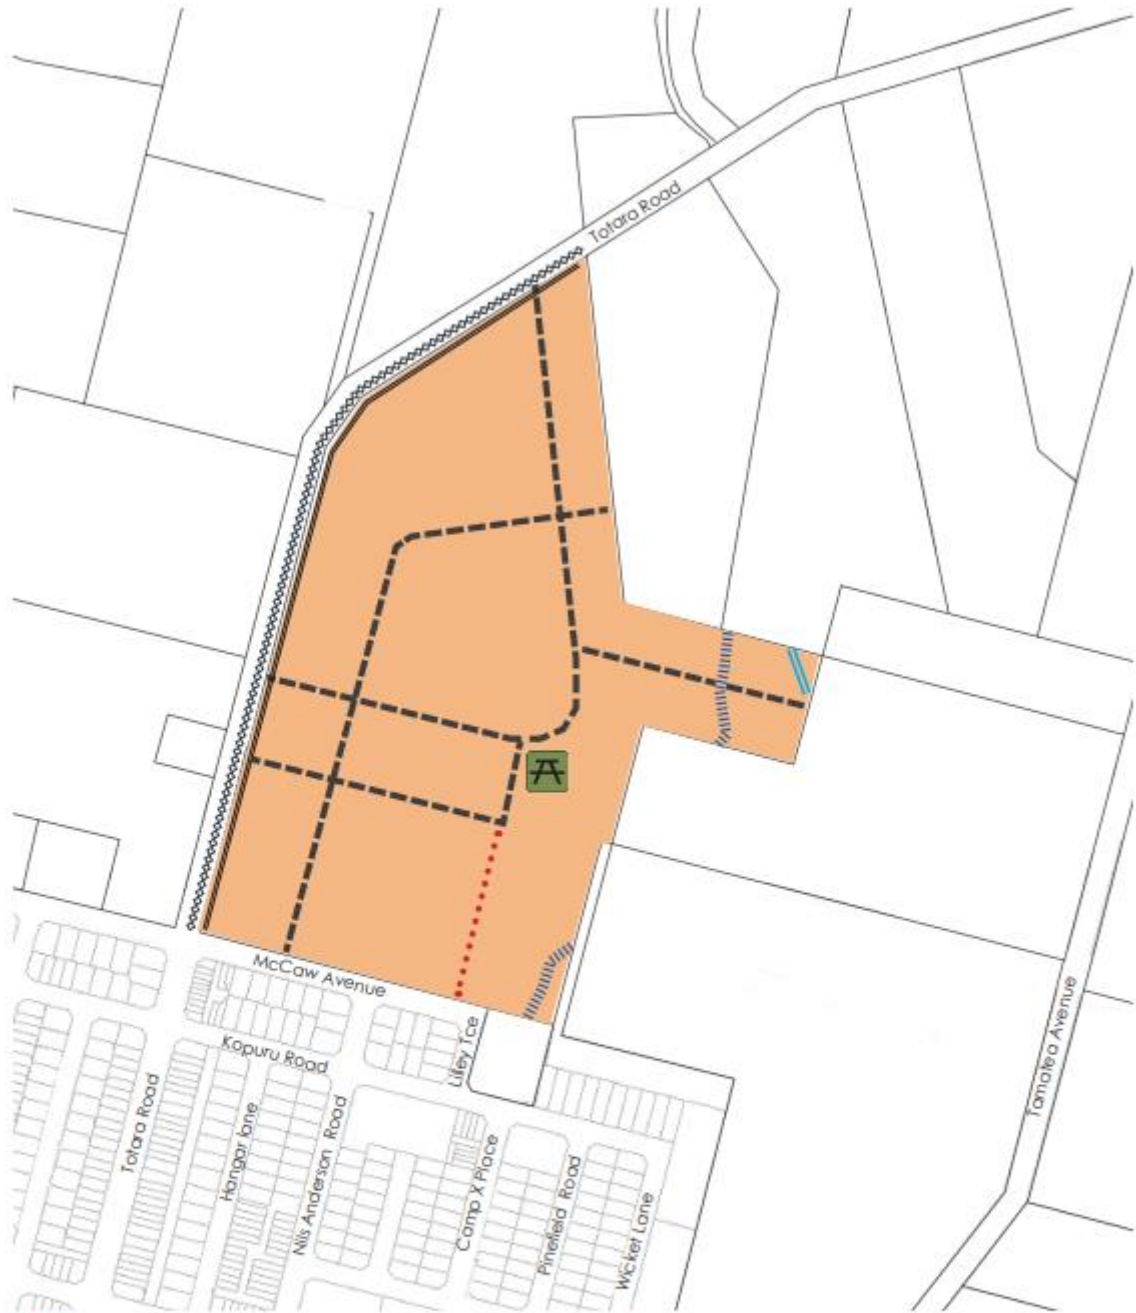 Totara Road
McCaw Avenue
Kopuru Road
Lilley Tce
Tamatea Avenue
Totara Road
Hangar lane
Nils Anderson Road
Camp X Place
Pinefield Road
Wicket Lane